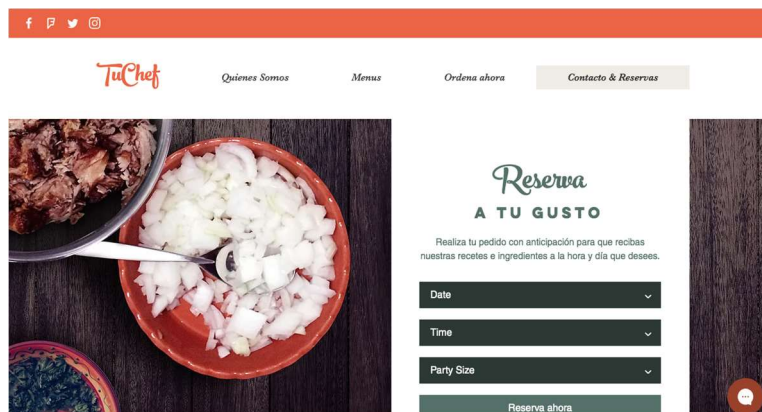 TuChef
Quienes Somos
Menus
Ordena ahora
Contacto & Reservas
Reserva
A TU GUSTO
Realiza tu pedido con anticipación para que recibas
nuestras recetes e ingredientes a la hora y día que desees.
Date
Time
Party Size
Reserva ahora